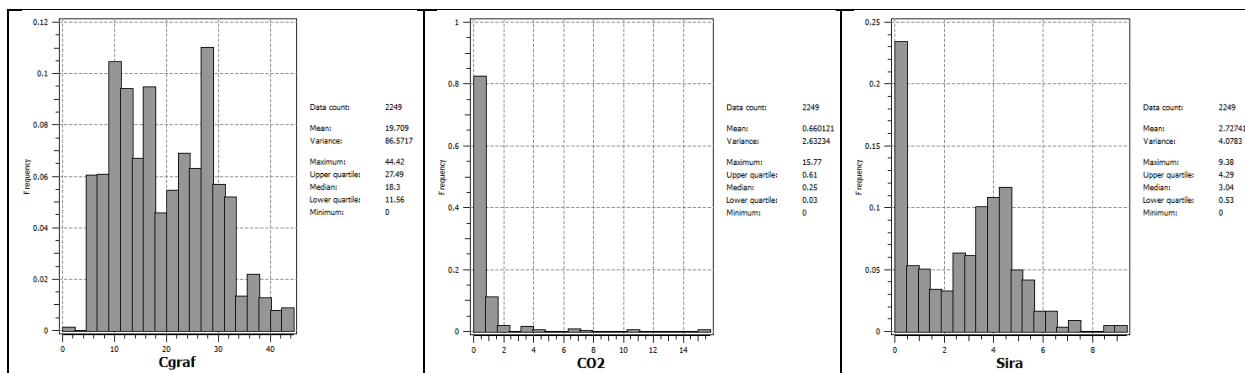 0.12
0.1
0.08
0.06
0.04
0.02
0
Frequency
0 10 20 30 40
Cgraf
Data count: 2249
Mean: 19.709
Variance: 86.5717
Maximum: 44.42
Upper quartile: 27.49
Median: 18.3
Lower quartile: 11.56
Minimum: 0
1
0.8
0.6
0.4
0.2
0
Frequency
0 2 4 6 8 10 12 14
CO2
Data count: 2249
Mean: 0.660121
Variance: 2.63234
Maximum: 15.77
Upper quartile: 0.61
Median: 0.25
Lower quartile: 0.03
Minimum: 0
0.25
0.2
0.15
0.1
0.05
0
Frequency
0 2 4 6 8
Sira
Data count: 2249
Mean: 2.72741
Variance: 4.0783
Maximum: 9.38
Upper quartile: 4.29
Median: 3.04
Lower quartile: 0.53
Minimum: 0